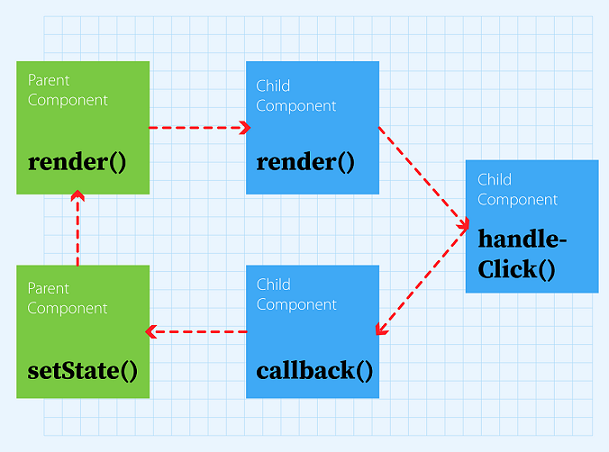 Parent
Component
render()
Child
Component
render()
Child
Component
handle-
Click()
Parent
Component
setState()
Child
Component
callback()